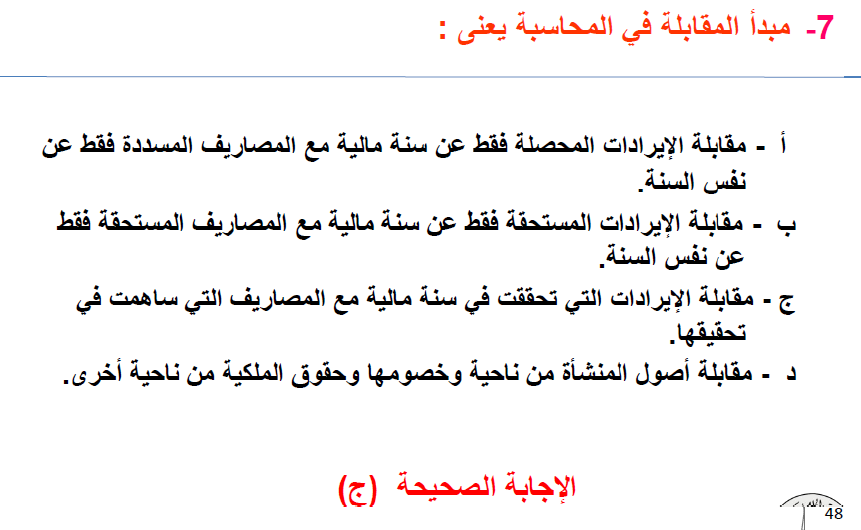 7- مبدأ المقابلة في المحاسبة يعنى :
أ - مقابلة الإيرادات المحصلة فقط عن سنة مالية مع المصاريف المسددة فقط عن
نفس السنة.
ب - مقابلة الإيرادات المستحقة فقط عن سنة مالية مع المصاريف المستحقة فقط
عن نفس السنة.
ج - مقابلة الإيرادات التي تحققت في سنة مالية مع المصاريف التي ساهمت في
تحقيقها.
د - مقابلة أصول المنشأة من ناحية وخصومها وحقوق الملكية من ناحية أخرى.
الإجابة الصحيحة (ج)
48